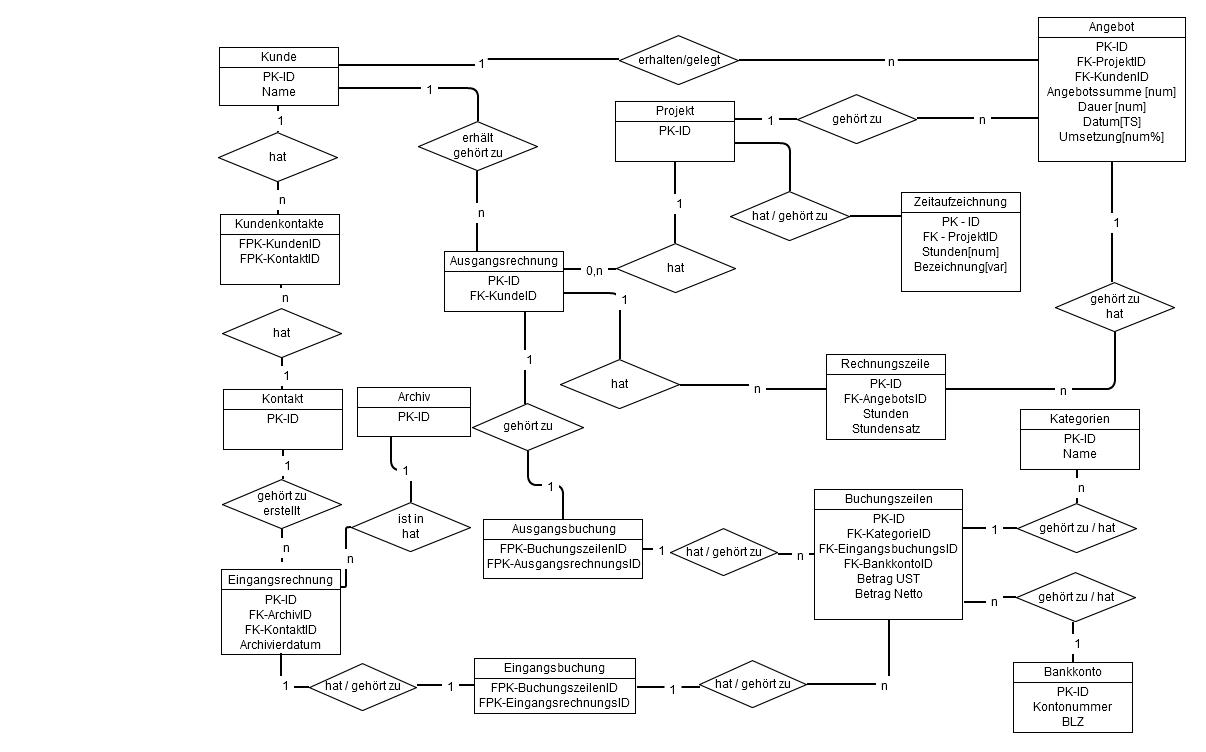 Kunde
PK-ID
Name
1
erhalten/gelegt
n
Angebot
PK-ID
FK-ProjektID
FK-KundenID
Angebotssumme [num]
Dauer [num]
Datum[TS]
Umsetzung[num%]
1
erhält
gehört zu
n
Projekt
PK-ID
1
gehört zu
n
1
hat
n
hat / gehört zu
Zeitaufzeichnung
PK - ID
FK - ProjektID
Stunden[num]
Bezeichnung[var]
Kundenkontakte
FPK-KundenID
FPK-KontaktID
1
hat
0,n
Ausgangsrechnung
PK-ID
FK-KundeID
1
gehört zu
hat
n
n
hat
1
1
hat
n
Rechnungszeile
PK-ID
FK-AngebotsID
Stunden
Stundensatz
Kontakt
PK-ID
Archiv
PK-ID
1
gehört zu
1
Kategorien
PK-ID
Name
n
gehört zu / hat
1
1
gehört zu
erstellt
n
1
ist in
hat
n
Ausgangsbuchung
FPK-BuchungszeilenID
FPK-AusgangsrechnungsID
1
hat / gehört zu
n
Buchungszeilen
PK-ID
FK-KategorieID
FK-EingangsbuchungsID
FK-BankkontoID
Betrag UST
Betrag Netto
n
gehört zu / hat
1
Eingangsrechnung
PK-ID
FK-ArchivID
FK-KontaktID
Archivierdatum
1
hat / gehört zu
1
Eingangsbuchung
FPK-BuchungszeilenID
FPK-EingangsrechnungsID
1
hat / gehört zu
n
Bankkonto
PK-ID
Kontonummer
BLZ